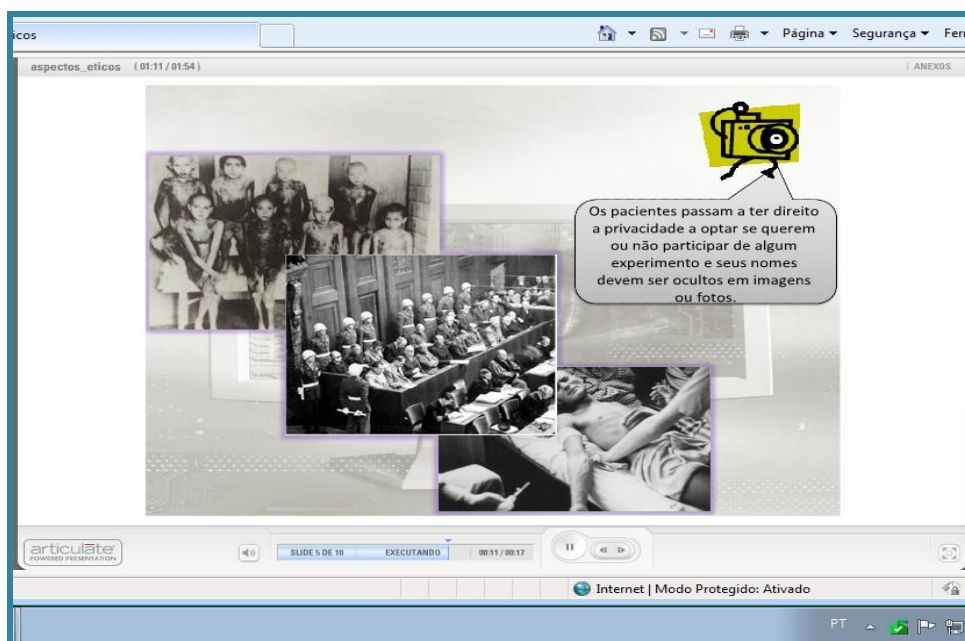 icos
Página
Segurança
Fer
aspectos_eticos ( 01:11 / 01:54 )
ANEXOS
Os pacientes passam a ter direito
a privacidade a optar se querem
ou não participar de algum
experimento e seus nomes
devem ser ocultos em imagens
ou fotos.
articulate
POWERED PRESENTATION
SLIDE 5 DE 10 EXECUTANDO 00:11 / 00:17
Internet | Modo Protegido: Ativado
PT